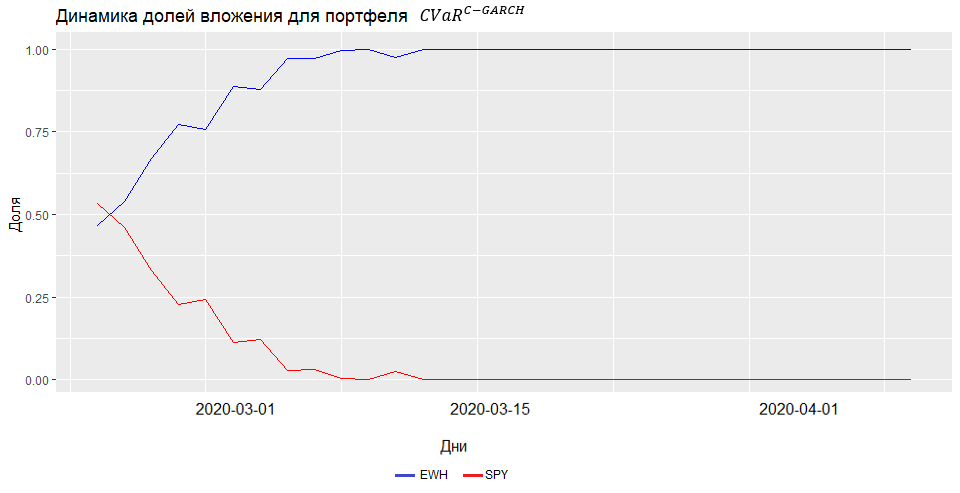 Динамика долей вложения для портфеля CVaR^{C−GARCH}
1.00
0.75
0.50
0.25
0.00
Доля
2020-03-01 2020-03-15 2020-04-01
Дни
EWH SPY